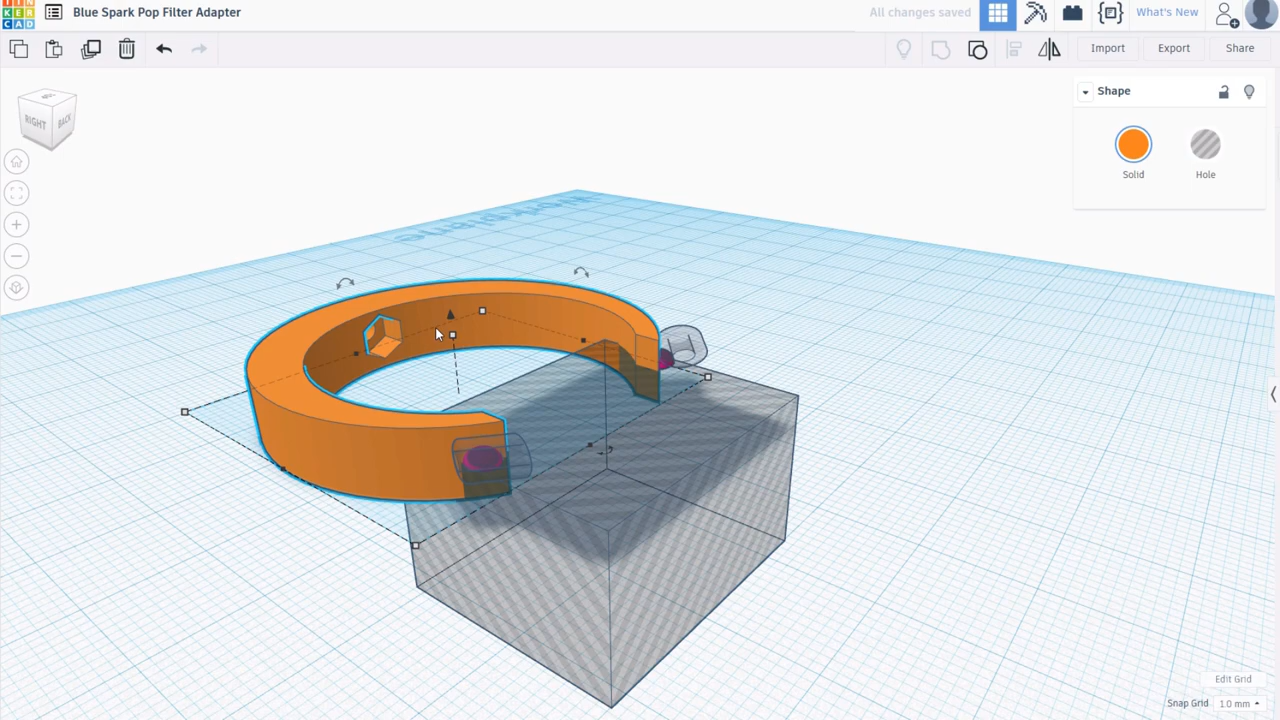 TIN
KER
CAD
Blue Spark Pop Filter Adapter
All changes saved
What's New
Import
Export
Share
RIGHT
BACK
Workplane
Shape
Solid
Hole
Edit Grid
Snap Grid
1.0 mm